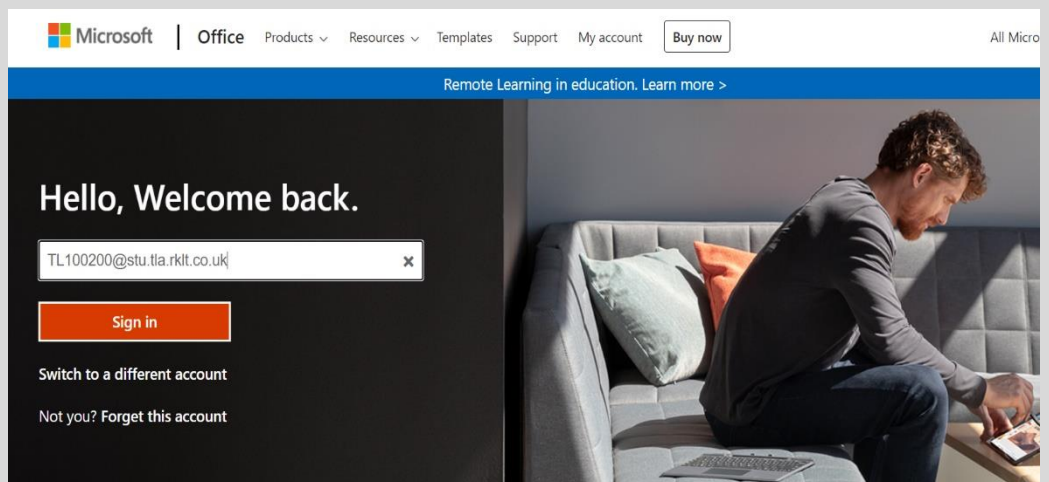 Microsoft | Office Products Resources Templates Support My account Buy now All Micro
Remote Learning in education. Learn more >
Hello, Welcome back.
TL100200@stu.tla.rklt.co.uk
Sign in
Switch to a different account
Not you? Forget this account